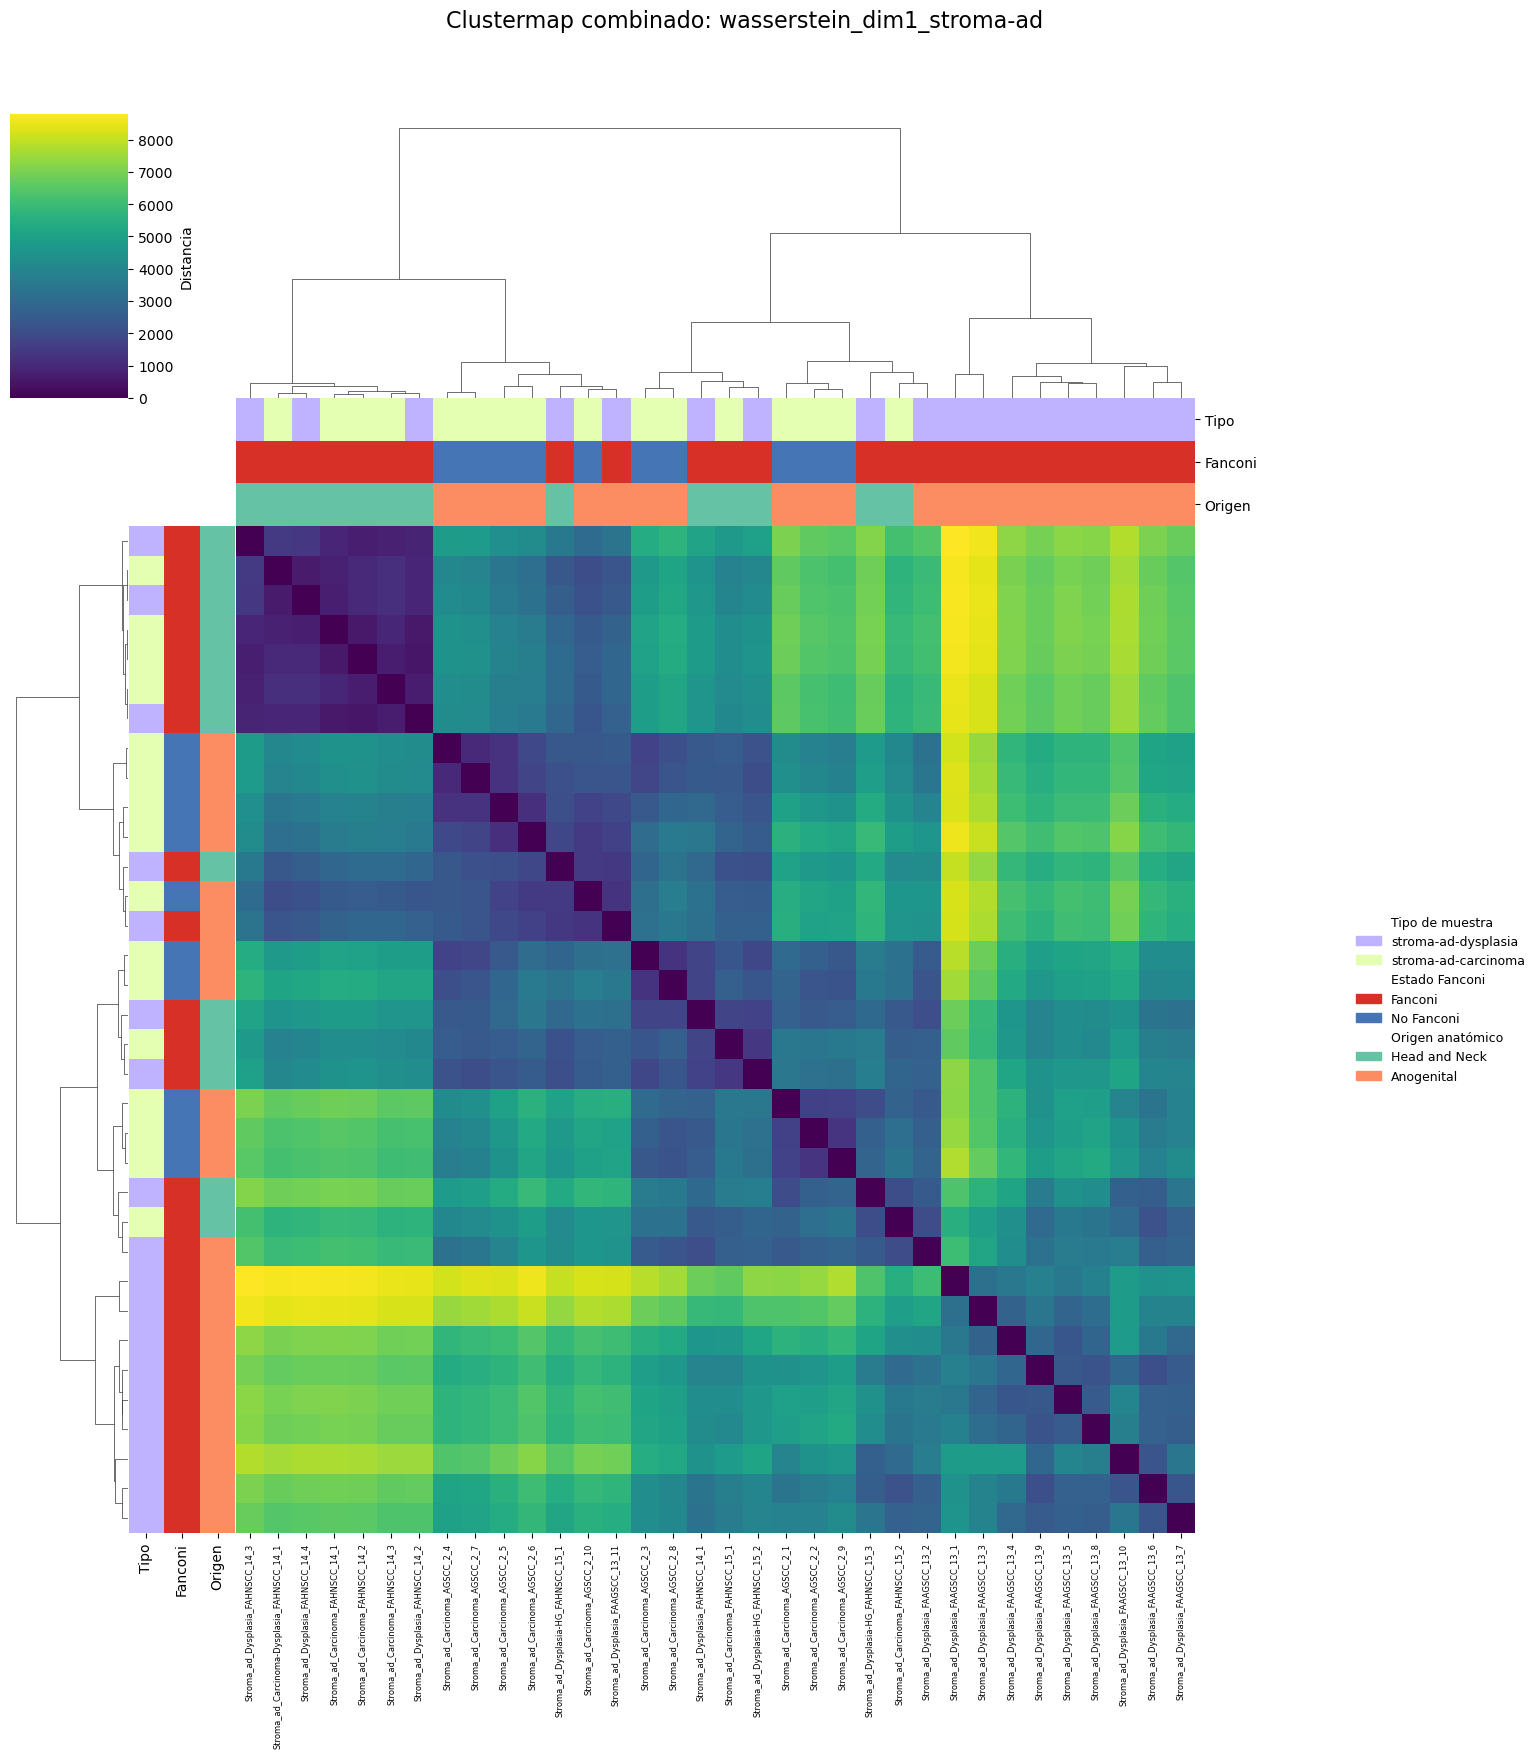 Clustermap combinado: wasserstein_dim1_stroma-ad
8000
7000
6000
5000
4000
3000
2000
1000
0
Distancia
Tipo
Fanconi
Origen
Tipo de muestra
stroma-ad-dysplasia
stroma-ad-carcinoma
Estado Fanconi
Fanconi
No Fanconi
Origen anatómico
Head and Neck
Anogenital
Tipo
Fanconi
Origen
Stroma_ad_Dysplasia_FAHNSCC_14_3
Stroma_ad_Carcinoma-Dysplasia_FAHNSCC_14_1
Stroma_ad_Dysplasia_FAHNSCC_14_4
Stroma_ad_Carcinoma_FAHNSCC_14_1
Stroma_ad_Carcinoma_FAHNSCC_14_2
Stroma_ad_Carcinoma_FAHNSCC_14_3
Stroma_ad_Dysplasia_FAHNSCC_14_2
Stroma_ad_Carcinoma_AGSCC_2_4
Stroma_ad_Carcinoma_AGSCC_2_7
Stroma_ad_Carcinoma_AGSCC_2_5
Stroma_ad_Carcinoma_AGSCC_2_6
Stroma_ad_Dysplasia-HG_FAHNSCC_15_1
Stroma_ad_Carcinoma_AGSCC_2_10
Stroma_ad_Dysplasia_FAAGSCC_13_11
Stroma_ad_Carcinoma_AGSCC_2_3
Stroma_ad_Carcinoma_AGSCC_2_8
Stroma_ad_Dysplasia_FAHNSCC_14_1
Stroma_ad_Carcinoma_FAHNSCC_15_1
Stroma_ad_Dysplasia-HG_FAHNSCC_15_2
Stroma_ad_Carcinoma_AGSCC_2_1
Stroma_ad_Carcinoma_AGSCC_2_2
Stroma_ad_Carcinoma_AGSCC_2_9
Stroma_ad_Dysplasia-HG_FAHNSCC_15_3
Stroma_ad_Carcinoma_FAHNSCC_15_2
Stroma_ad_Dysplasia_FAAGSCC_13_2
Stroma_ad_Dysplasia_FAAGSCC_13_1
Stroma_ad_Dysplasia_FAAGSCC_13_3
Stroma_ad_Dysplasia_FAAGSCC_13_4
Stroma_ad_Dysplasia_FAAGSCC_13_9
Stroma_ad_Dysplasia_FAAGSCC_13_5
Stroma_ad_Dysplasia_FAAGSCC_13_8
Stroma_ad_Dysplasia_FAAGSCC_13_10
Stroma_ad_Dysplasia_FAAGSCC_13_6
Stroma_ad_Dysplasia_FAAGSCC_13_7